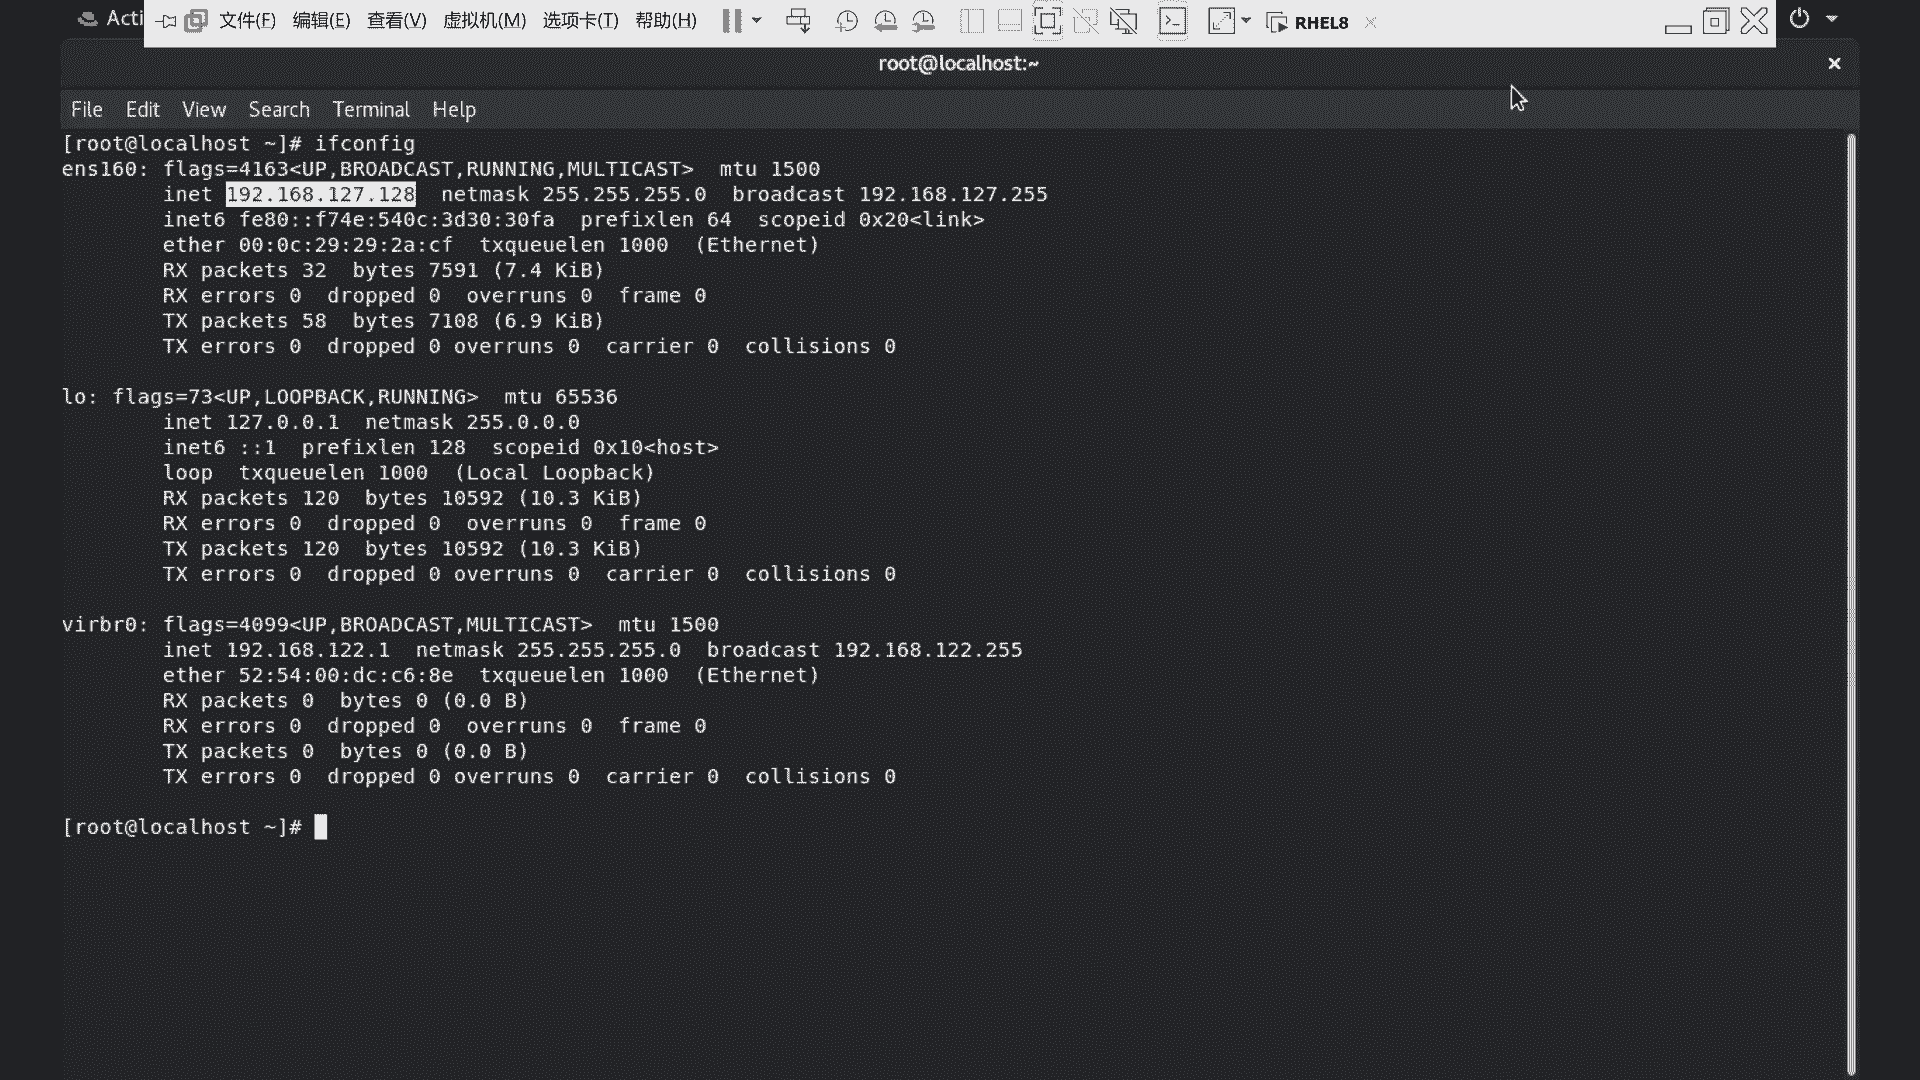 Acti
文件(F) 编辑(E) 查看(V) 虚拟机(M) 选项卡(T) 帮助(H) RHEL8
root@localhost:~
File Edit View Search Terminal Help
[root@localhost ~]# ifconfig
ens160: flags=4163<UP,BROADCAST,RUNNING,MULTICAST>  mtu 1500
        inet 192.168.127.128  netmask 255.255.255.0  broadcast 192.168.127.255
        inet6 fe80::f74e:540c:3d30:30fa  prefixlen 64  scopeid 0x20<link>
        ether 00:0c:29:29:2a:cf  txqueuelen 1000  (Ethernet)
        RX packets 32  bytes 7591 (7.4 KiB)
        RX errors 0  dropped 0  overruns 0  frame 0
        TX packets 58  bytes 7108 (6.9 KiB)
        TX errors 0  dropped 0 overruns 0  carrier 0  collisions 0
lo: flags=73<UP,LOOPBACK,RUNNING>  mtu 65536
        inet 127.0.0.1  netmask 255.0.0.0
        inet6 ::1  prefixlen 128  scopeid 0x10<host>
        loop  txqueuelen 1000  (Local Loopback)
        RX packets 120  bytes 10592 (10.3 KiB)
        RX errors 0  dropped 0  overruns 0  frame 0
        TX packets 120  bytes 10592 (10.3 KiB)
        TX errors 0  dropped 0 overruns 0  carrier 0  collisions 0
virbr0: flags=4099<UP,BROADCAST,MULTICAST>  mtu 1500
        inet 192.168.122.1  netmask 255.255.255.0  broadcast 192.168.122.255
        ether 52:54:00:dc:c6:8e  txqueuelen 1000  (Ethernet)
        RX packets 0  bytes 0 (0.0 B)
        RX errors 0  dropped 0  overruns 0  frame 0
        TX packets 0  bytes 0 (0.0 B)
        TX errors 0  dropped 0 overruns 0  carrier 0  collisions 0
[root@localhost ~]#